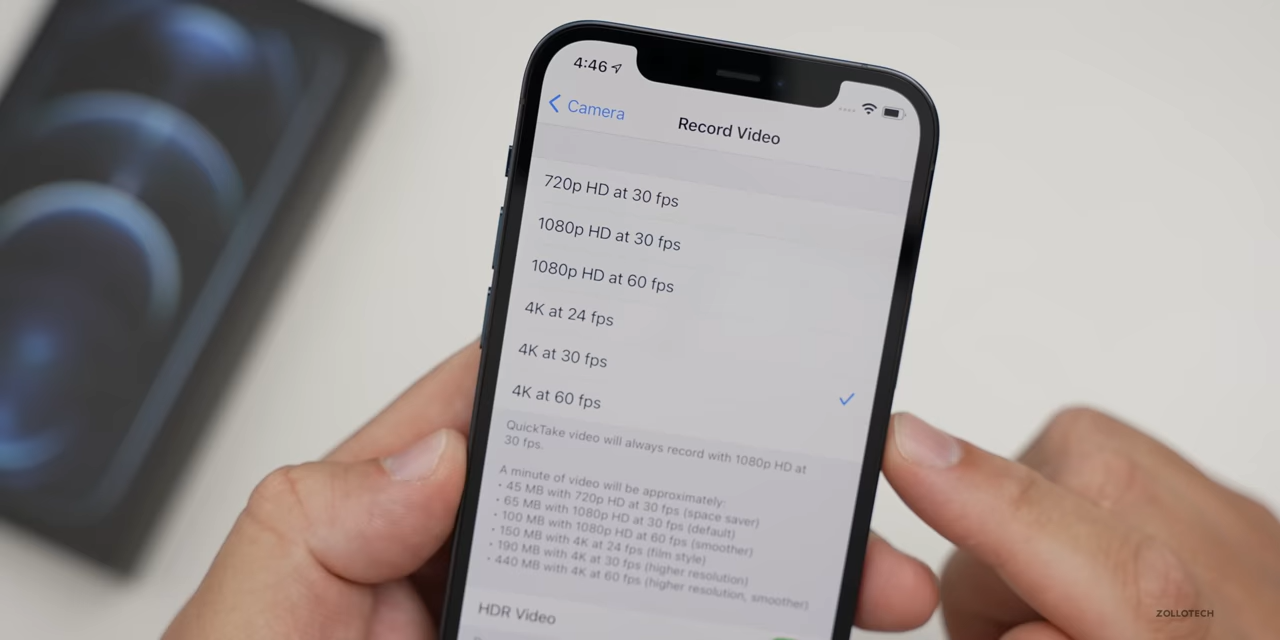 4:46
Camera
Record Video
720p HD at 30 fps
1080p HD at 30 fps
1080p HD at 60 fps
4K at 24 fps
4K at 30 fps
4K at 60 fps
QuickTake video will always record with 1080p HD at
30 fps.
A minute of video will be approximately:
• 45 MB with 720p HD at 30 fps (space saver)
• 65 MB with 1080p HD at 30 fps (default)
• 100 MB with 1080p HD at 60 fps (smoother)
• 150 MB with 4K at 24 fps (film style)
• 190 MB with 4K at 30 fps (higher resolution)
• 440 MB with 4K at 60 fps (higher resolution, smoother)
HDR Video
ZOLLOTECH